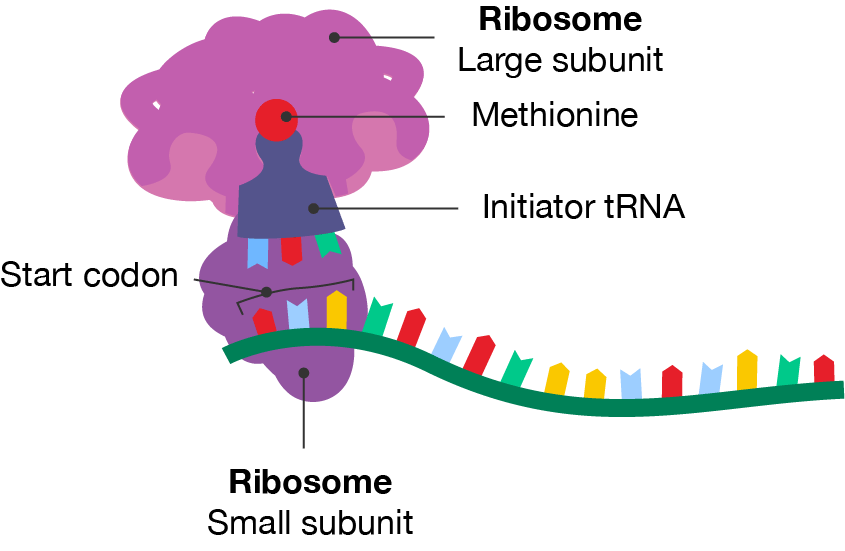 Ribosome
Large subunit
Methionine
Initiator tRNA
Start codon
Ribosome
Small subunit